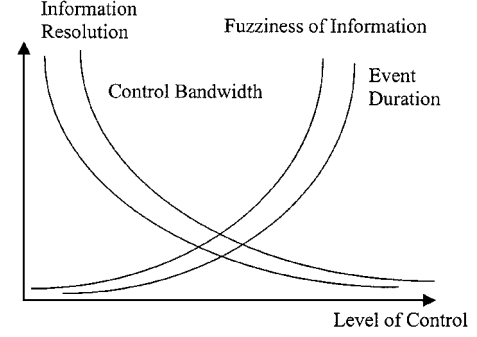 Information
Resolution
Fuzziness of Information
Control Bandwidth
Event
Duration
Level of Control